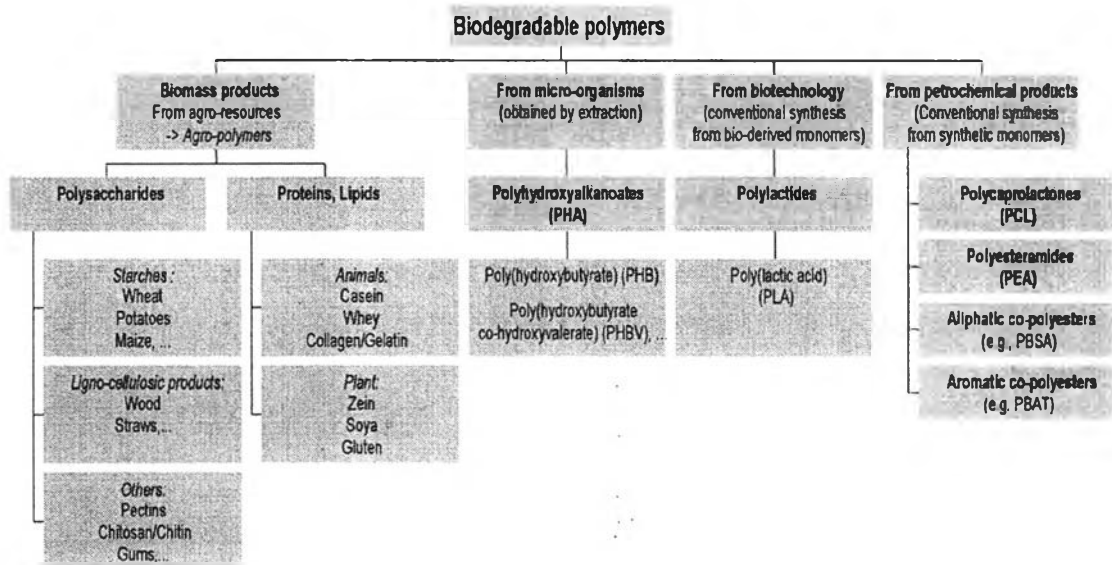 Biodegradable polymers
Biomass products
From agro-resources
-> Agro-polymers
From micro-organisms
(obtained by extraction)
From biotechnology
(conventional synthesis
from bio-derived monomers)
From petrochemical products
(Conventional synthesis
from synthetic monomers)
Polysaccharides
Proteins, Lipids
Polyhydroxyalkanoates
(PHA)
Polylactides
Polycaprolactones
(PCL)
Starches :
Wheat
Potatoes
Maize, ...
Animals:
Casein
Whey
Collagen/Gelatin
Poly(hydroxybutyrate) (PHB)
Poly(hydroxybutyrate
co-hydroxyvalerate) (PHBV), ...
Poly(lactic acid)
(PLA)
Polyesteramides
(PEA)
Aliphatic co-polyesters
(e.g., PBSA)
Ligno-cellulosic products:
Wood
Straws,...
Plant:
Zein
Soya
Gluten
Aromatic co-polyesters
(e.g. PBAT)
Others:
Pectins
Chitosan/Chitin
Gums,...